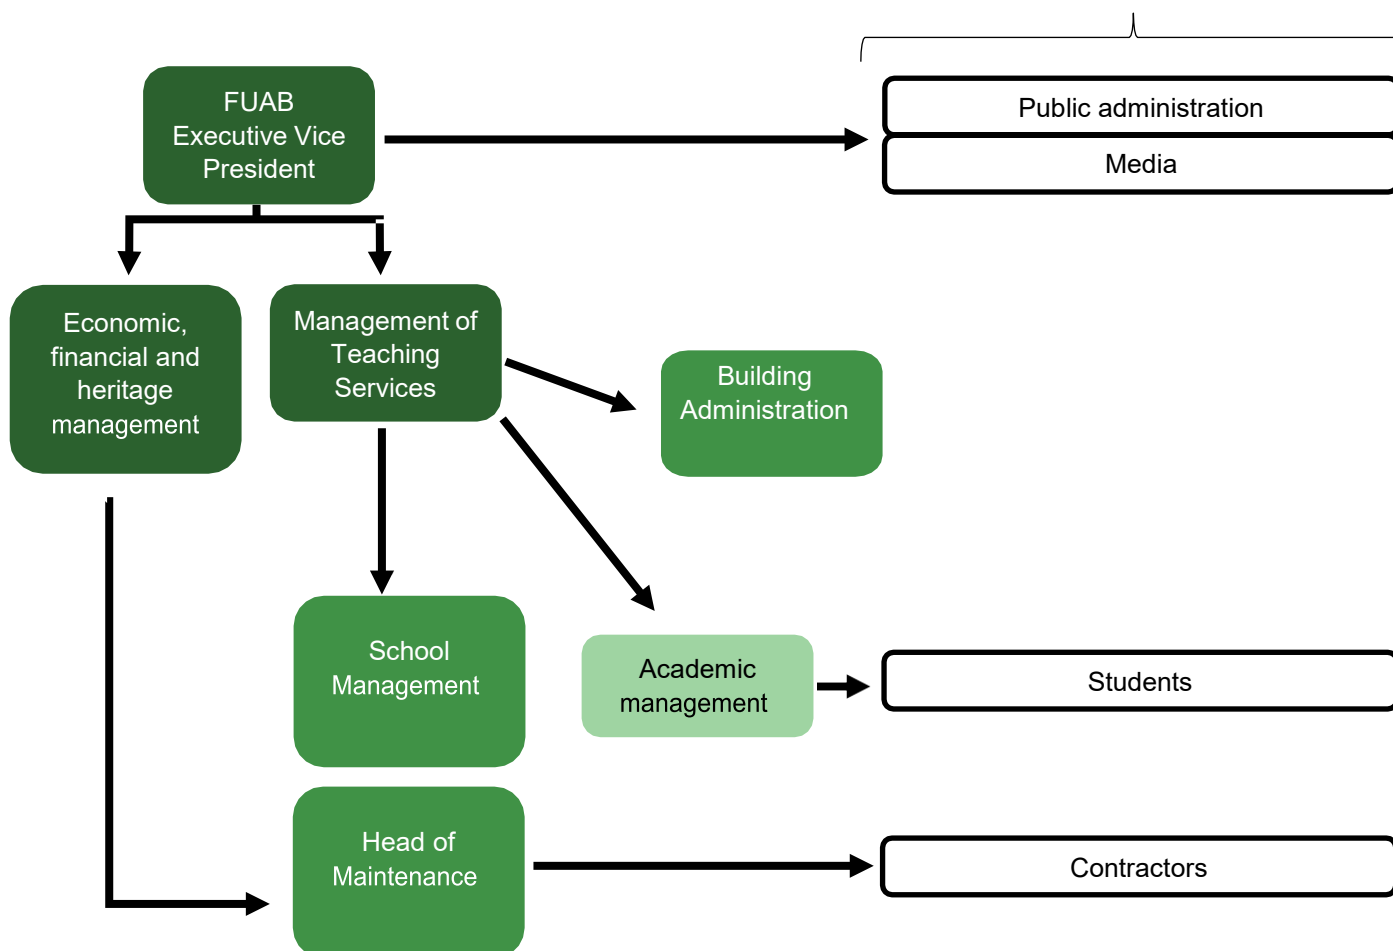 FUAB
Executive Vice
President
Public administration
Media
Economic,
financial and
heritage
management
Management of
Teaching
Services
Building
Administration
School
Management
Academic
management
Students
Head of
Maintenance
Contractors